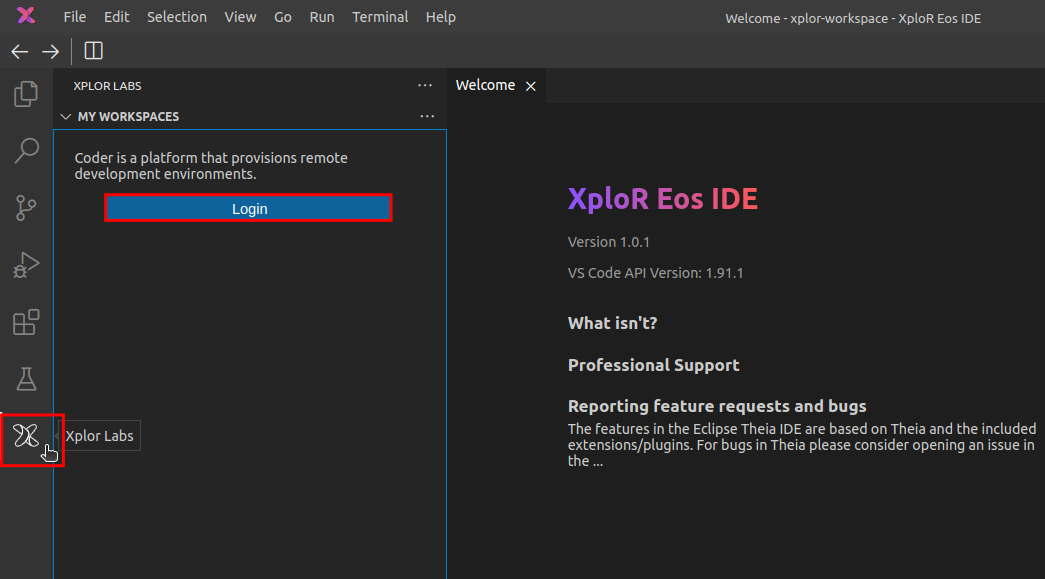 File Edit Selection View Go Run Terminal Help
Welcome - xplor-workspace - XploR Eos IDE
XPLOR LABS
MY WORKSPACES
Coder is a platform that provisions remote
development environments.
Login
Xplor Labs
Welcome
XploR Eos IDE
Version 1.0.1
VS Code API Version: 1.91.1
What isn't?
Professional Support
Reporting feature requests and bugs
The features in the Eclipse Theia IDE are based on Theia and the included
extensions/plugins. For bugs in Theia please consider opening an issue in
the ...